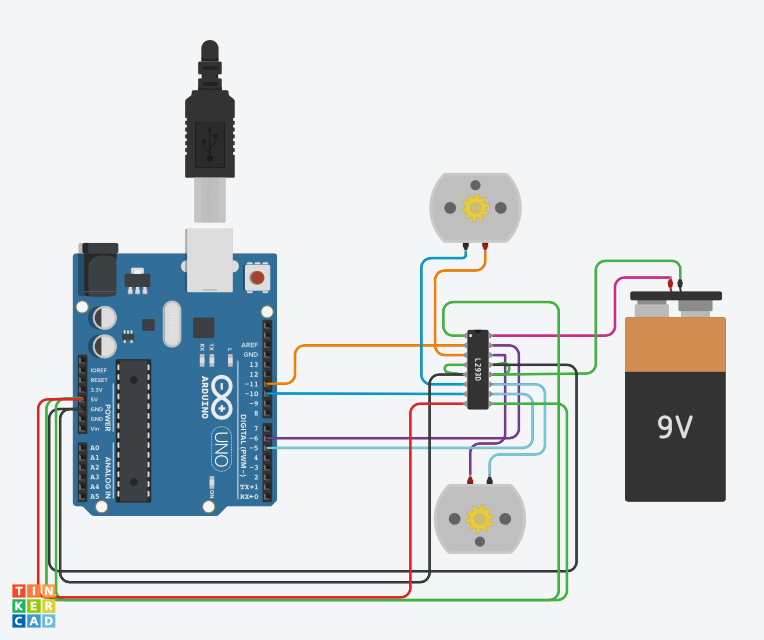 AREF
GND
13
12
~11
~10
~9
8
7
~6
~5
4
~3
2
TX→1
RX←0
DIGITAL (PWM~)
IOREF
RESET
3.3V
5V
GND
GND
Vin
POWER
A0
A1
A2
A3
A4
A5
ANALOG IN
RX
TX
L
ARDUINO
UNO
ON
L293D
9V
TIN
KER
CAD